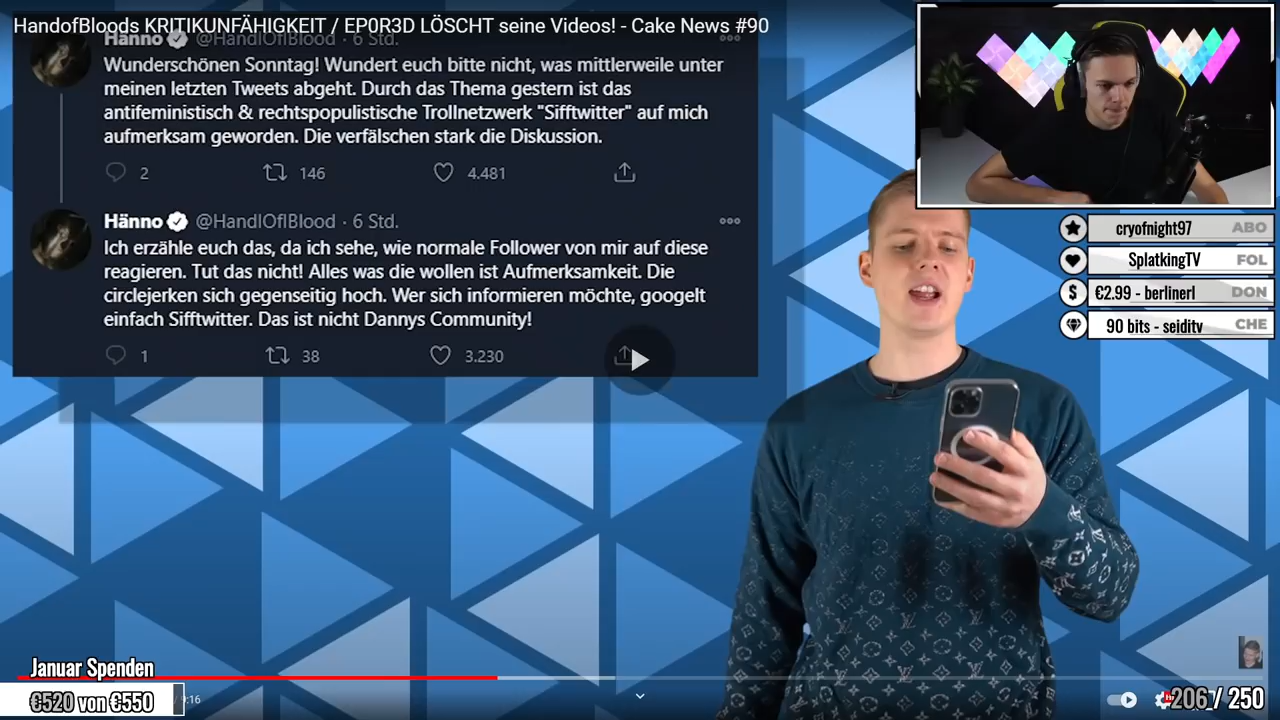 HandofBloods KRITIKUNFÄHIGKEIT / EP0R3D LÖSCHT seine Videos! - Cake News #90
Hänno @HandIOfIBlood · 6 Std.
Wunderschönen Sonntag! Wundert euch bitte nicht, was mittlerweile unter
meinen letzten Tweets abgeht. Durch das Thema gestern ist das
antifeministisch & rechtspopulistische Trollnetzwerk "Sifftwitter" auf mich
aufmerksam geworden. Die verfälschen stark die Diskussion.
2 146 4.481
Hänno @HandIOfIBlood · 6 Std.
Ich erzähle euch das, da ich sehe, wie normale Follower von mir auf diese
reagieren. Tut das nicht! Alles was die wollen ist Aufmerksamkeit. Die
circlejerken sich gegenseitig hoch. Wer sich informieren möchte, googelt
einfach Sifftwitter. Das ist nicht Dannys Community!
1 38 3.230
cryofnight97 ABO
SplatkingTV FOL
$ €2.99 - berlinerl DON
90 bits - seiditv CHE
Januar Spenden
€520 von €550
/ 9:16
206 / 250